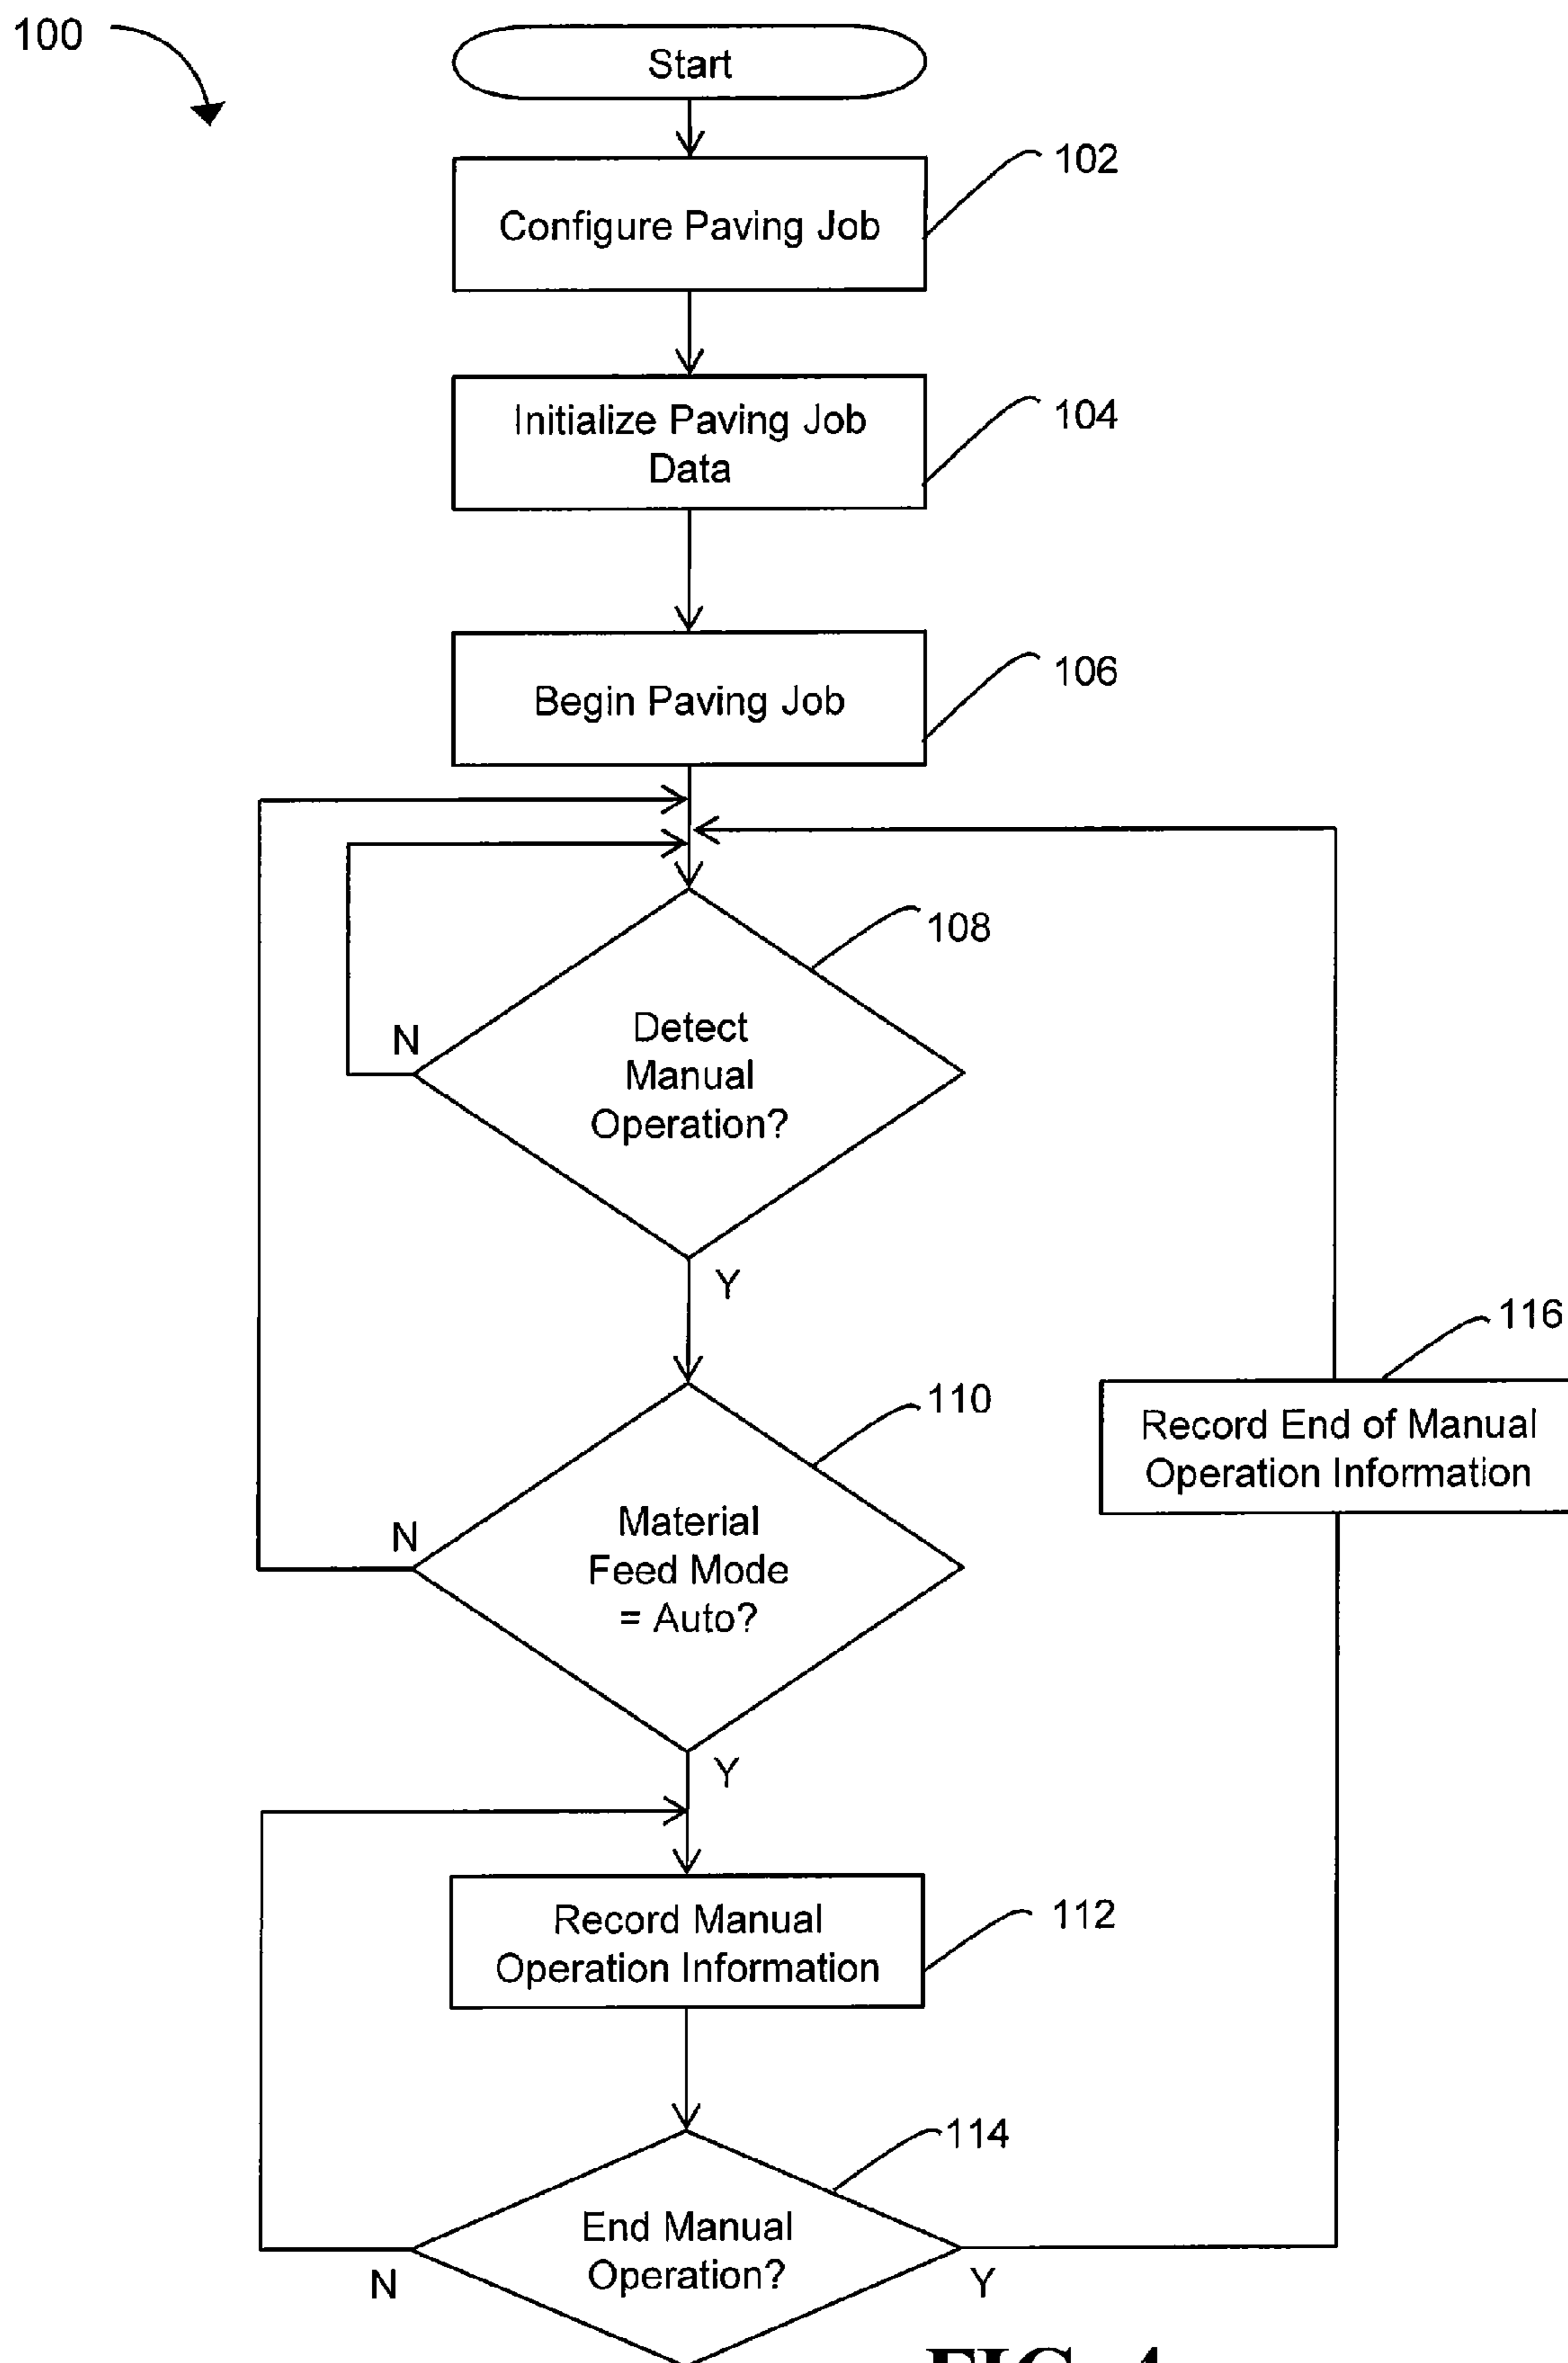 100
Start
102
Configure Paving Job
104
Initialize Paving Job
Data
106
Begin Paving Job
108
N
Detect
Manual
Operation?
Y
116
Record End of Manual
Operation Information
110
N
Material
Feed Mode
= Auto?
Y
112
Record Manual
Operation Information
114
End Manual
Operation?
N
Y